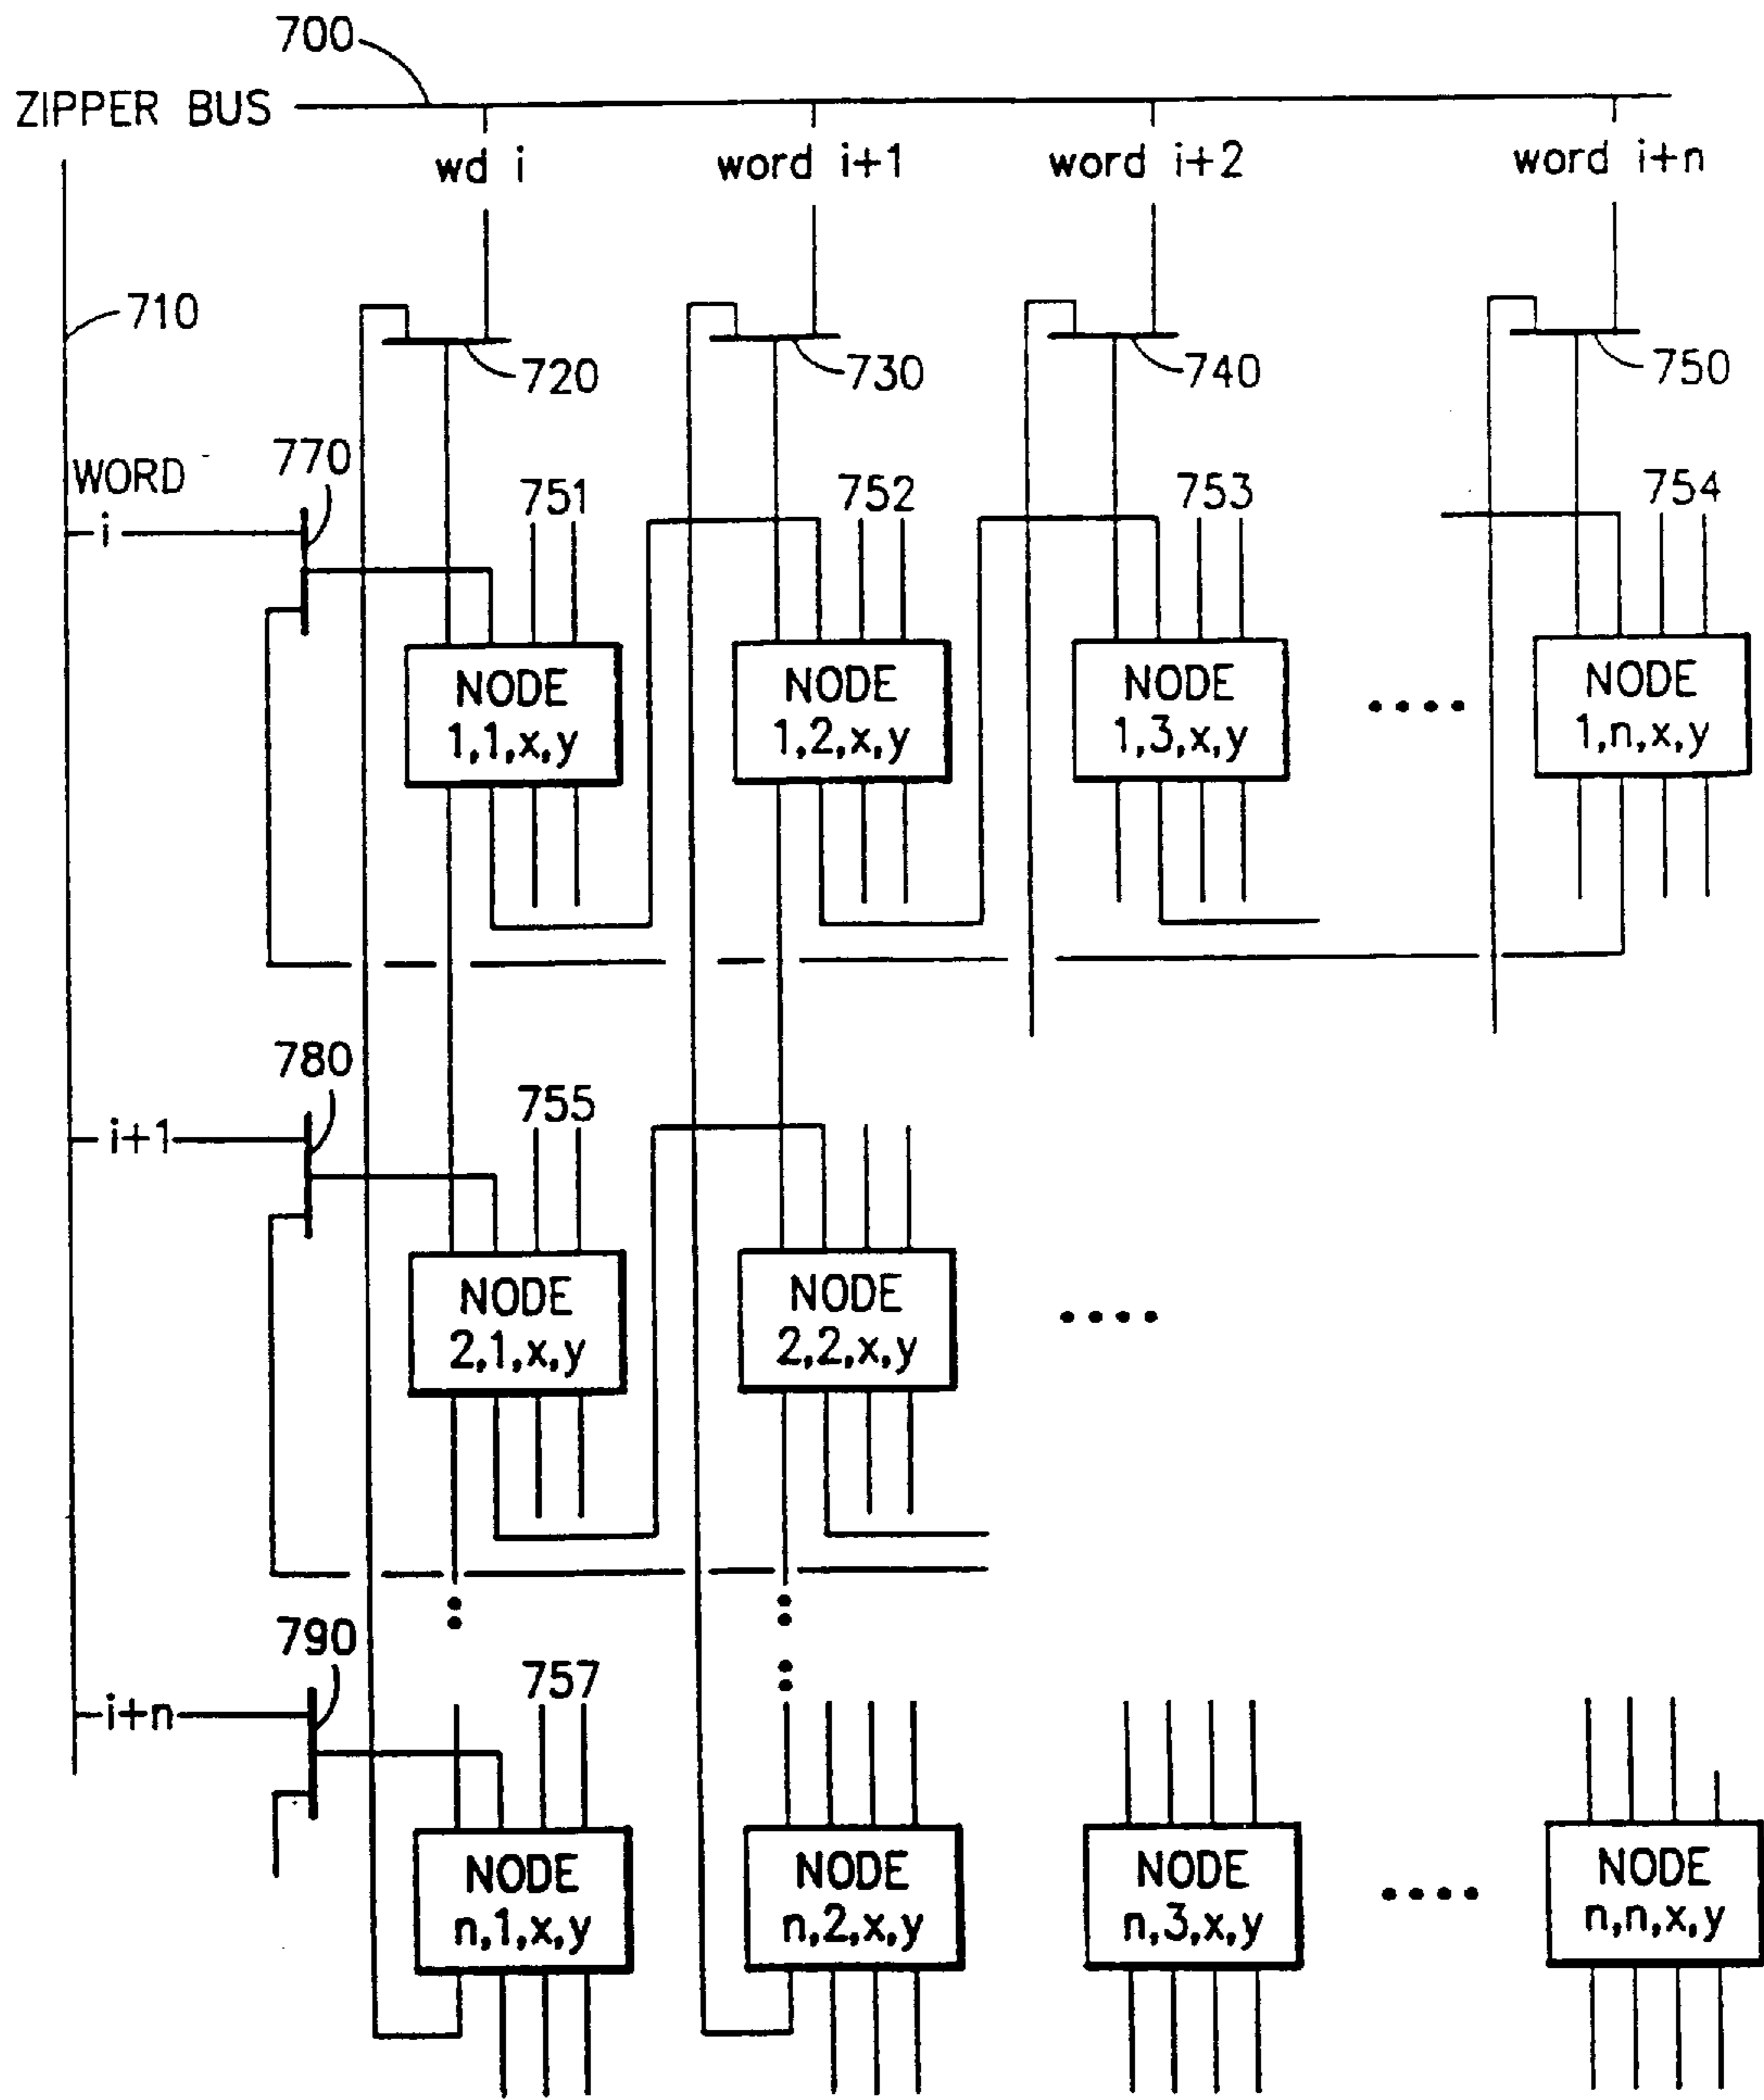 700
ZIPPER BUS
wd i
word i+1
word i+2
word i+n
710
720
730
740
750
WORD
770
i
751
752
753
754
NODE
1,1,x,y
NODE
1,2,x,y
NODE
1,3,x,y
....
NODE
1,n,x,y
780
i+1
755
NODE
2,1,x,y
NODE
2,2,x,y
....
790
i+n
757
NODE
n,1,x,y
NODE
n,2,x,y
NODE
n,3,x,y
....
NODE
n,n,x,y